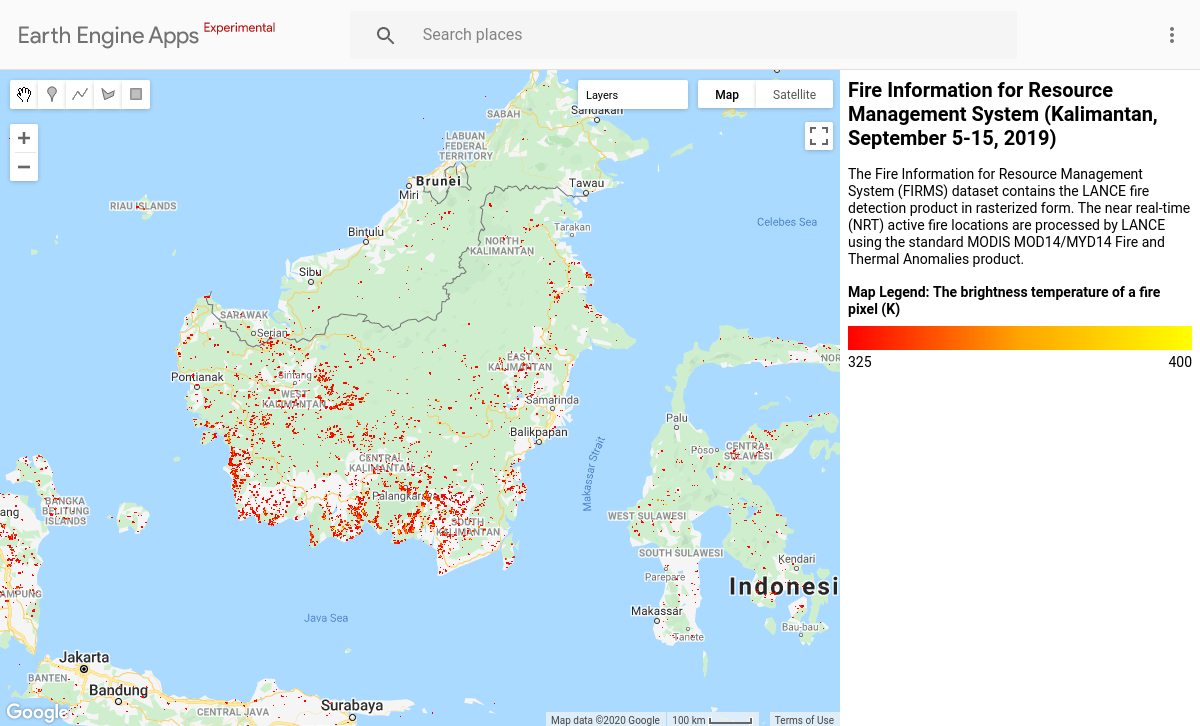 Earth Engine Apps Experimental
Search places
Layers
Map
Satellite
Sandakan
SABAH
LABUAN
FEDERAL
TERRITORY
Brunei
Miri
Tawau
RIAU ISLANDS
Celebes Sea
Bintulu
Tarakan
NORTH
KALIMANTAN
Sibu
SARAWAK
Serian
EAST
KALIMANTAN
NOR
Pontianak
Sintang
WEST
KALIMANTAN
Samarinda
Palu
Balikpapan
Makassar Strait
Poso
CENTRAL
SULAWESI
CENTRAL
KALIMANTAN
Palangkaraya
BANGKA
BELITUNG
ISLANDS
ang
SOUTH
KALIMANTAN
WEST SULAWESI
SOUTH SULAWESI
Kendari
Parepare
Indonesi
AMPUNG
Makassar
Java Sea
Bau-bau
Tanete
Jakarta
BANTEN
Bandung
CENTRAL JAVA
Surabaya
Google
Map data ©2020 Google
100 km
Terms of Use
Fire Information for Resource
Management System (Kalimantan,
September 5-15, 2019)
The Fire Information for Resource Management
System (FIRMS) dataset contains the LANCE fire
detection product in rasterized form. The near real-time
(NRT) active fire locations are processed by LANCE
using the standard MODIS MOD14/MYD14 Fire and
Thermal Anomalies product.
Map Legend: The brightness temperature of a fire
pixel (K)
325
400